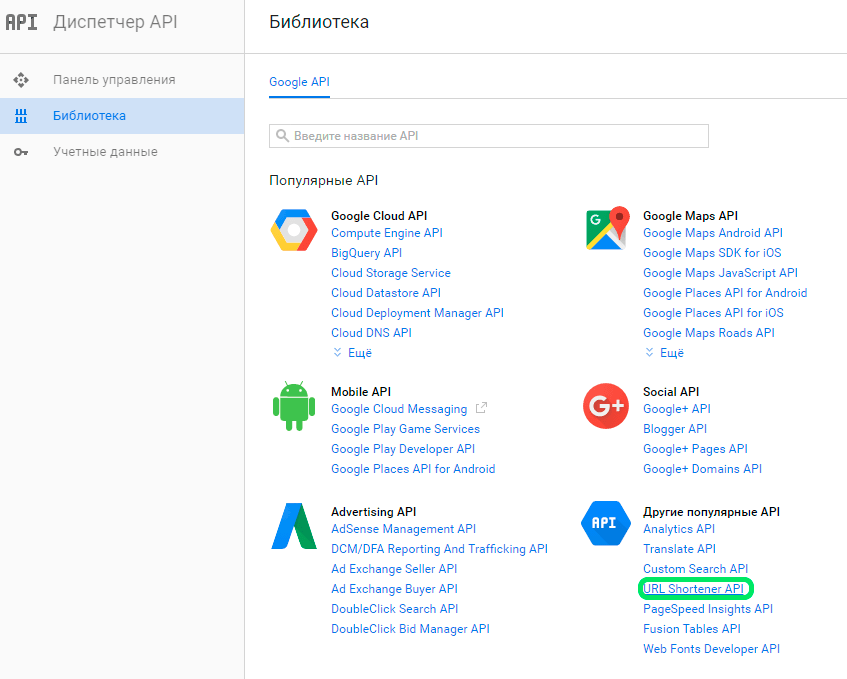 API Диспетчер API
Библиотека
Панель управления
Библиотека
Учетные данные
Google API
Введите название API
Популярные API
Google Cloud API
Compute Engine API
BigQuery API
Cloud Storage Service
Cloud Datastore API
Cloud Deployment Manager API
Cloud DNS API
Ещё
G
Google Maps API
Google Maps Android API
Google Maps SDK for iOS
Google Maps JavaScript API
Google Places API for Android
Google Places API for iOS
Google Maps Roads API
Ещё
Mobile API
Google Cloud Messaging
Google Play Game Services
Google Play Developer API
Google Places API for Android
G+
Social API
Google+ API
Blogger API
Google+ Pages API
Google+ Domains API
Advertising API
AdSense Management API
DCM/DFA Reporting And Trafficking API
Ad Exchange Seller API
Ad Exchange Buyer API
DoubleClick Search API
DoubleClick Bid Manager API
API
Другие популярные API
Analytics API
Translate API
Custom Search API
URL Shortener API
PageSpeed Insights API
Fusion Tables API
Web Fonts Developer API